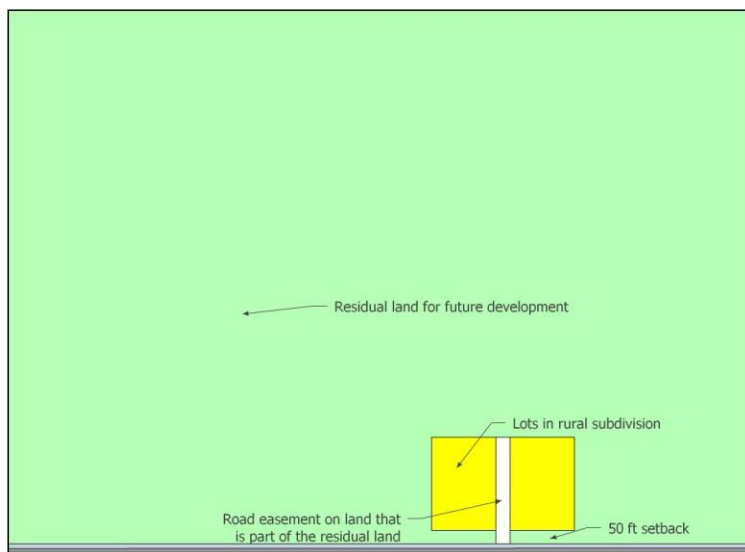 Residual land for future development
Lots in rural subdivision
Road easement on land that
is part of the residual land
50 ft setback